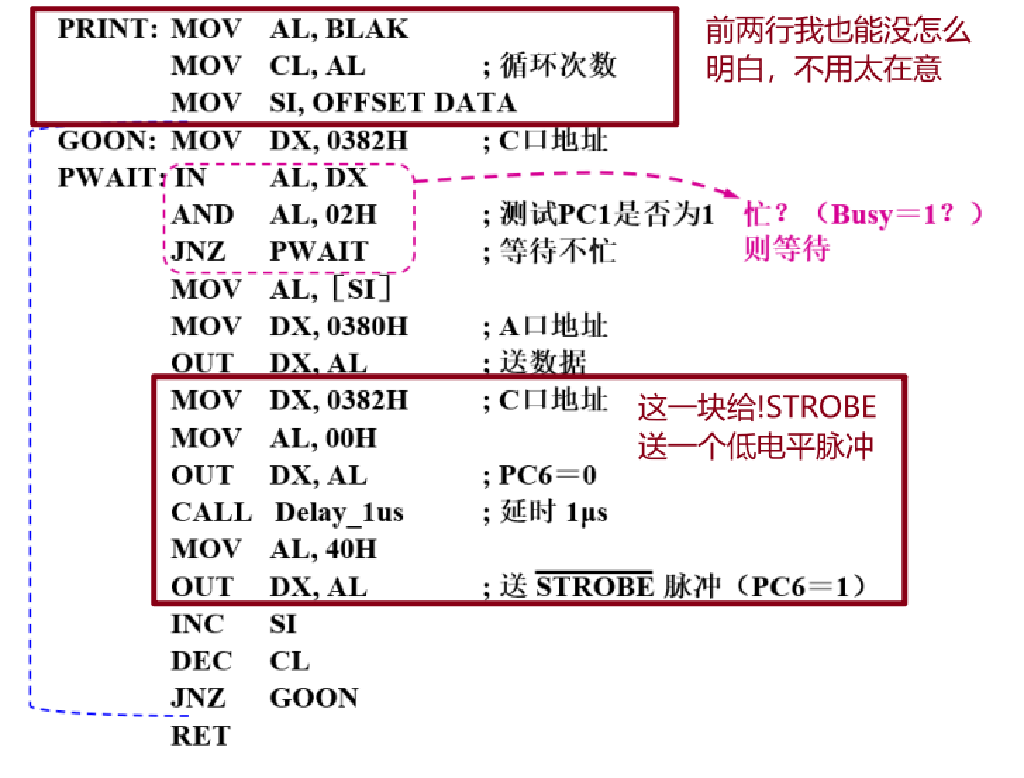 PRINT: MOV AL, BLAK 前两行我也能没怎么
MOV CL, AL ; 循环次数 明白，不用太在意
MOV SI, OFFSET DATA
GOON: MOV DX, 0382H ; C口地址
PWAIT: IN AL, DX
AND AL, 02H ; 测试PC1是否为1 忙？（Busy＝1？）
JNZ PWAIT ; 等待不忙 则等待
MOV AL,［SI］
MOV DX, 0380H ; A口地址
OUT DX, AL ; 送数据
MOV DX, 0382H ; C口地址 这一块给!STROBE
MOV AL, 00H 送一个低电平脉冲
OUT DX, AL ; PC6＝0
CALL Delay_1us ; 延时 1μs
MOV AL, 40H
OUT DX, AL ; 送 STROBE 脉冲（PC6＝1）
INC SI
DEC CL
JNZ GOON
RET